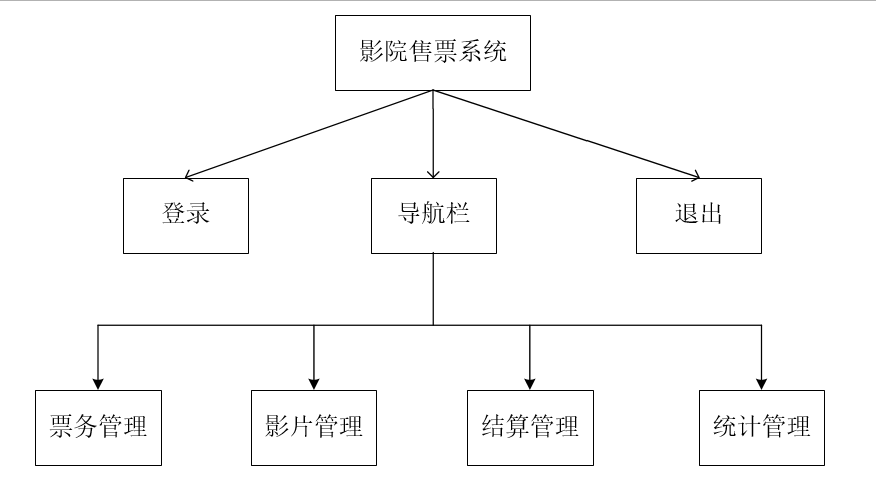 影院售票系统
登录
导航栏
退出
票务管理
影片管理
结算管理
统计管理